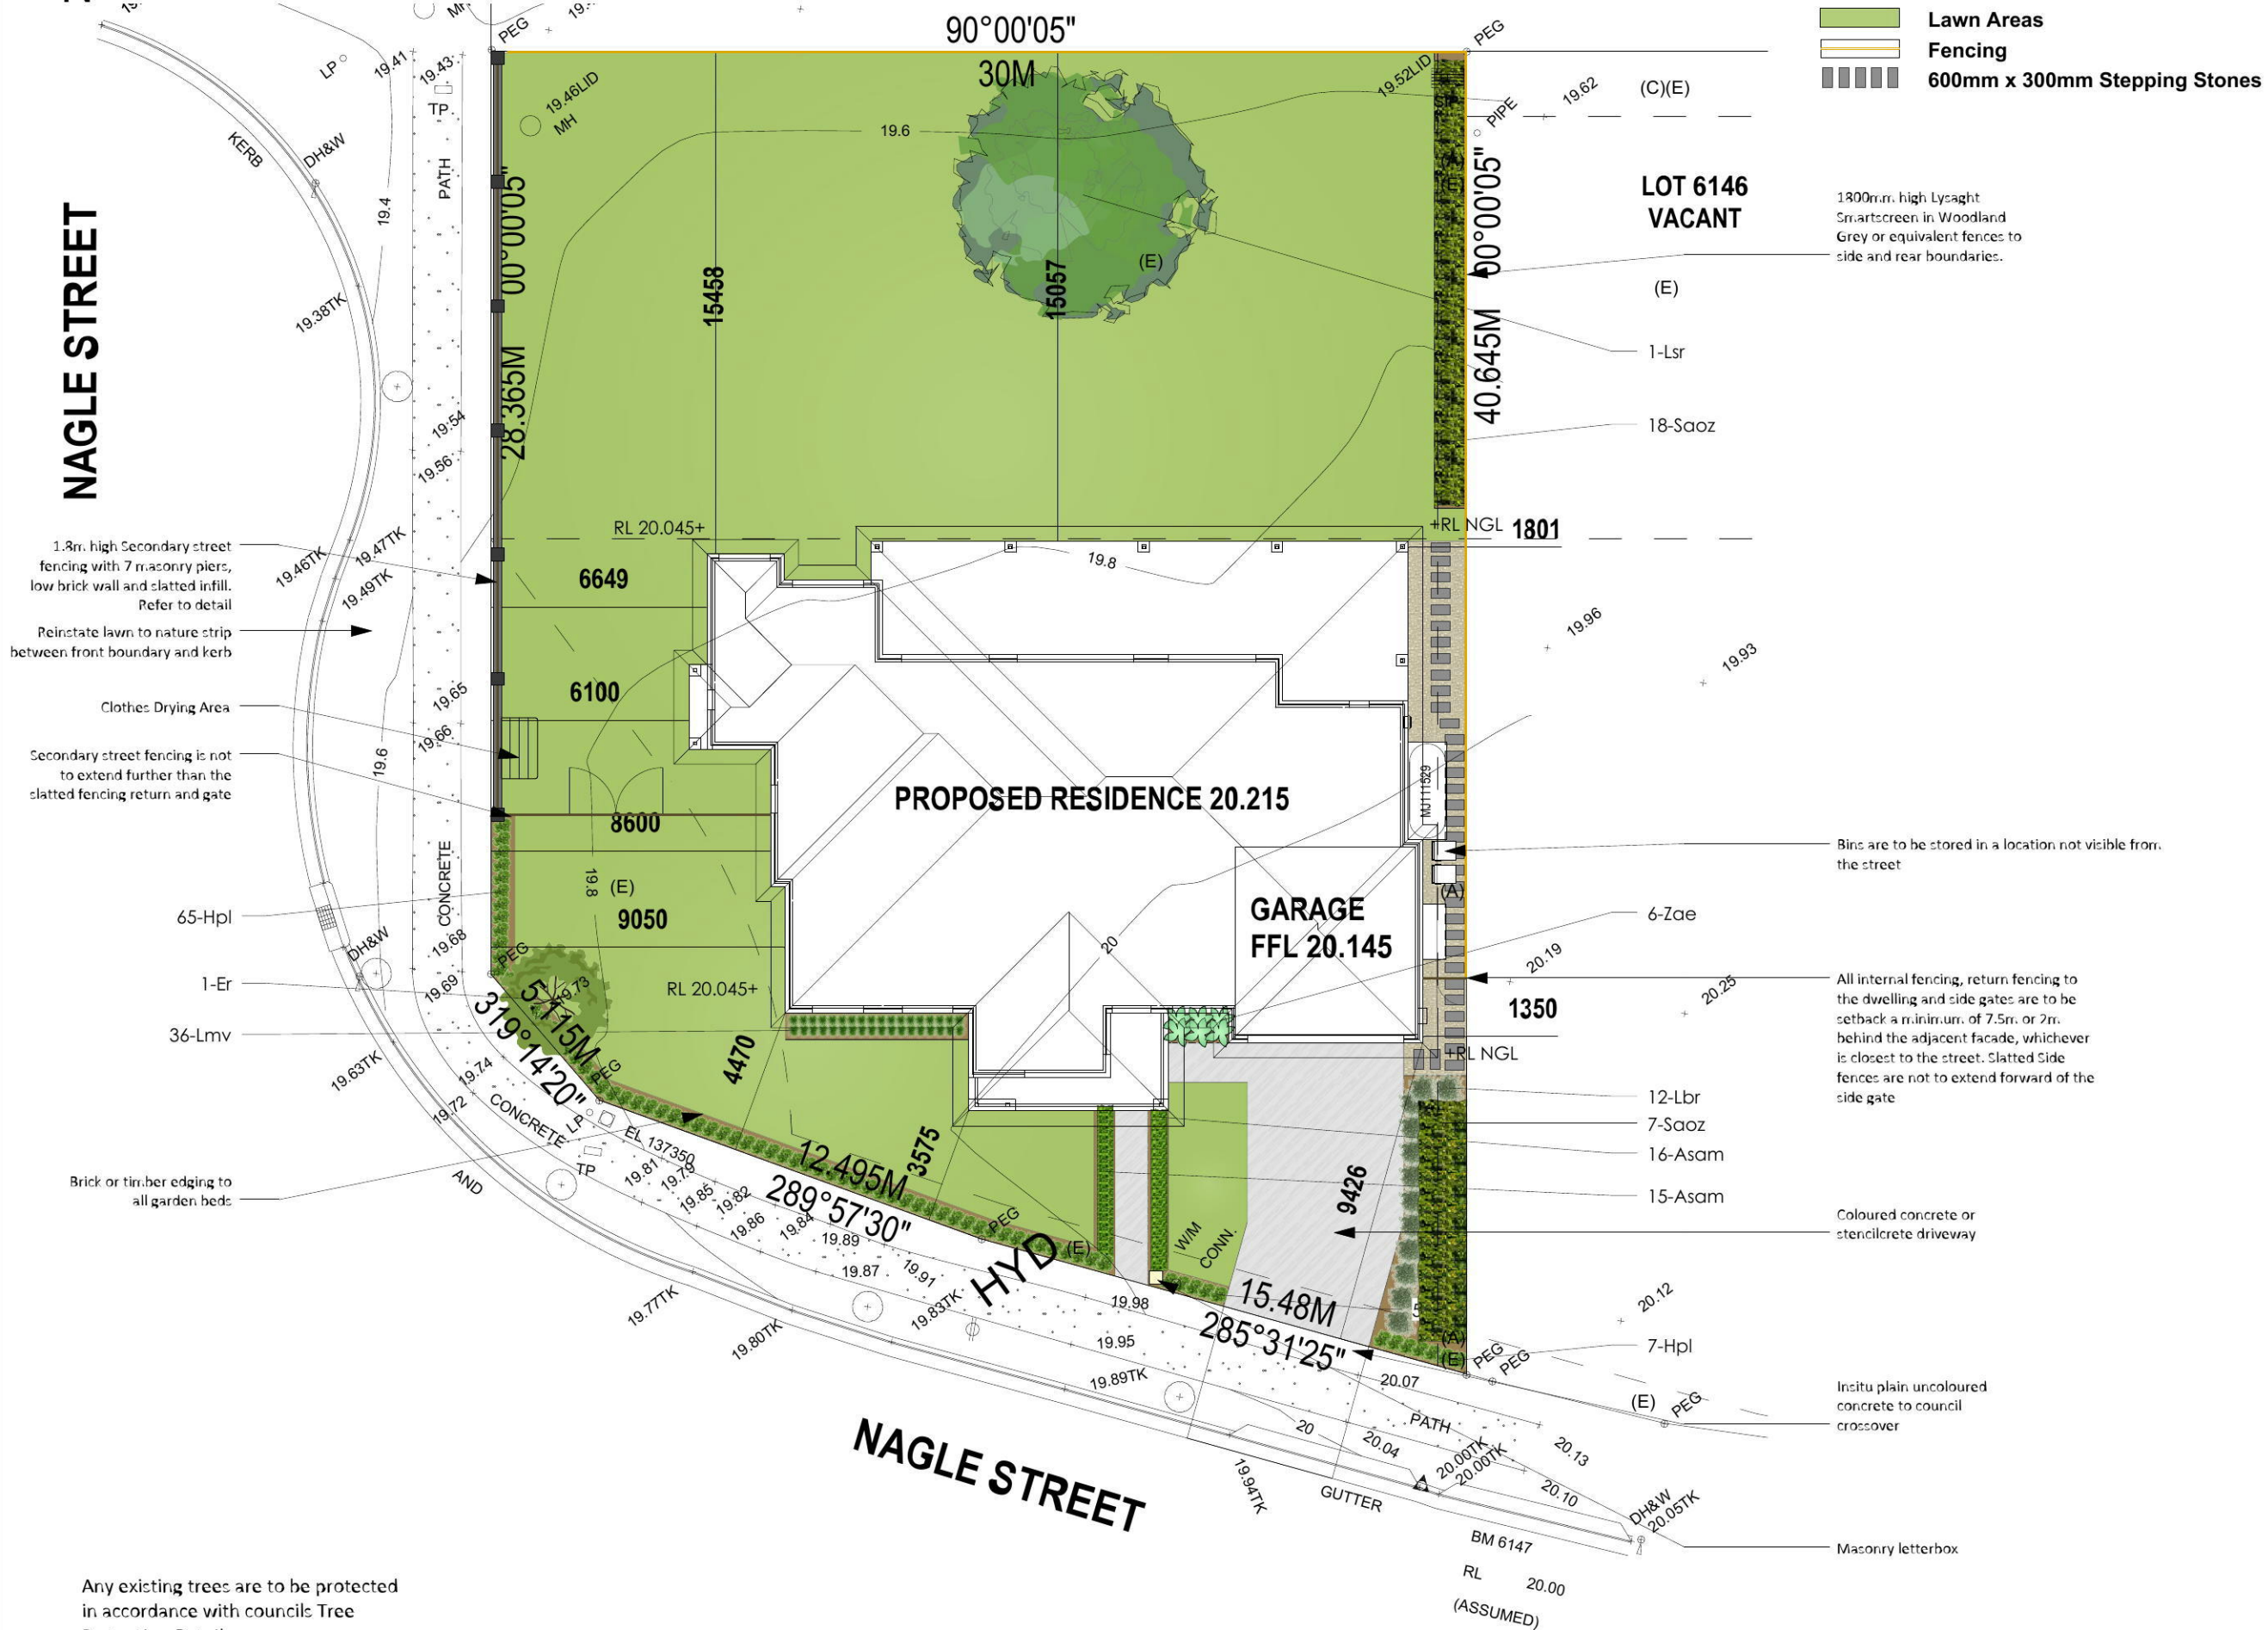 90°00'05"
30M
Lawn Areas
Fencing
600mm x 300mm Stepping Stones
PEG
PEG
LP
19.41
19.43
TP
19.46LID
MH
19.52LID
PIPE
19.62
(C)(E)
KERB
DH&W
PATH
19.6
19.4
00°00'05"
28.365M
15458
15057
(E)
00°00'05"
40.645M
LOT 6146
VACANT
(E)
1800mm high Lysaght
Smartscreen in Woodland
Grey or equivalent fences to
side and rear boundaries.
NAGLE STREET
19.38TK
1-Lsr
18-Saoz
19.54
19.56
RL 20.045+
+RL NGL
1801
1.8m high Secondary street
fencing with 7 masonry piers,
low brick wall and slatted infill.
Refer to detail
19.46TK
19.47TK
19.49TK
6649
19.8
Reinstate lawn to nature strip
between front boundary and kerb
19.96
19.93
19.65
19.66
6100
Clothes Drying Area
Secondary street fencing is not
to extend further than the
slatted fencing return and gate
19.6
PROPOSED RESIDENCE 20.215
MJ111529
8600
Bins are to be stored in a location not visible from
the street
CONCRETE
19.8
(E)
(A)
9050
65-Hpl
GARAGE
FFL 20.145
20
6-Zae
19.68
PEG
DH&W
1-Er
19.69
19.73
RL 20.045+
5.115M
319°14'20"
20.19
20.25
All internal fencing, return fencing to
the dwelling and side gates are to be
setback a minimum of 7.5m or 2m
behind the adjacent facade, whichever
is closest to the street. Slatted Side
fences are not to extend forward of the
side gate
1350
36-Lmv
4470
+RL NGL
19.63TK
19.74
19.72
PEG
CONCRETE
LP
12-Lbr
7-Saoz
16-Asam
15-Asam
EL 137350
TP
AND
19.81
19.79
19.85
19.82
19.86
19.84
19.89
19.87
19.91
Brick or timber edging to
all garden beds
12.495M
289°57'30"
3575
PEG
HYD
(E)
W/M
CONN.
9426
Coloured concrete or
stencilcrete driveway
19.77TK
19.80TK
19.83TK
19.98
15.48M
285°31'25"
19.95
19.89TK
20.12
(A)
(E)
PEG
PEG
7-Hpl
20.07
(E)
PEG
Insitu plain uncoloured
concrete to council
crossover
NAGLE STREET
PATH
20
20.04
20.00TK
20.00TK
20.13
20.10
19.94TK
GUTTER
DH&W
20.05TK
BM 6147
RL 20.00
(ASSUMED)
Masonry letterbox
Any existing trees are to be protected
in accordance with councils Tree